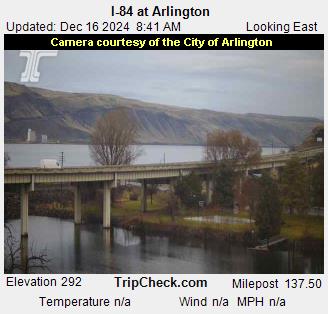 I-84 at Arlington
Updated: Dec 16 2024 8:41 AM Looking East
Camera courtesy of the City of Arlington
Elevation 292 TripCheck.com Milepost 137.50
Temperature n/a Wind n/a MPH n/a